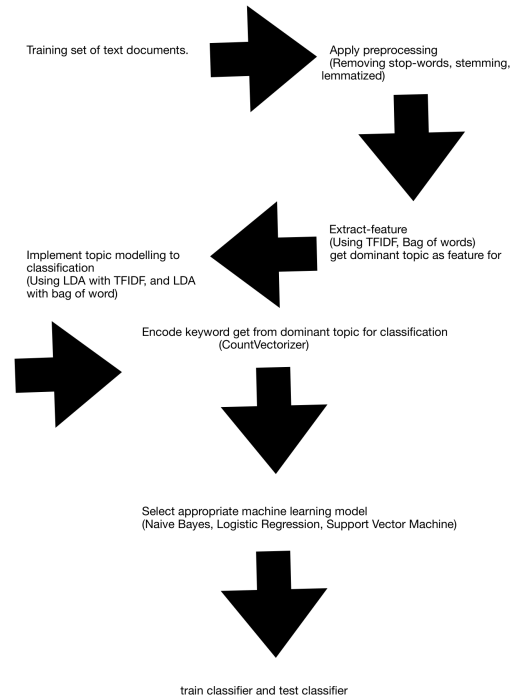 Training set of text documents.
Apply preprocessing
(Removing stop-words, stemming,
lemmatized)
Extract-feature
(Using TFIDF, Bag of words)
get dominant topic as feature for
Implement topic modelling to
classification
(Using LDA with TFIDF, and LDA
with bag of word)
Encode keyword get from dominant topic for classification
(CountVectorizer)
Select appropriate machine learning model
(Naive Bayes, Logistic Regression, Support Vector Machine)
train classifier and test classifier